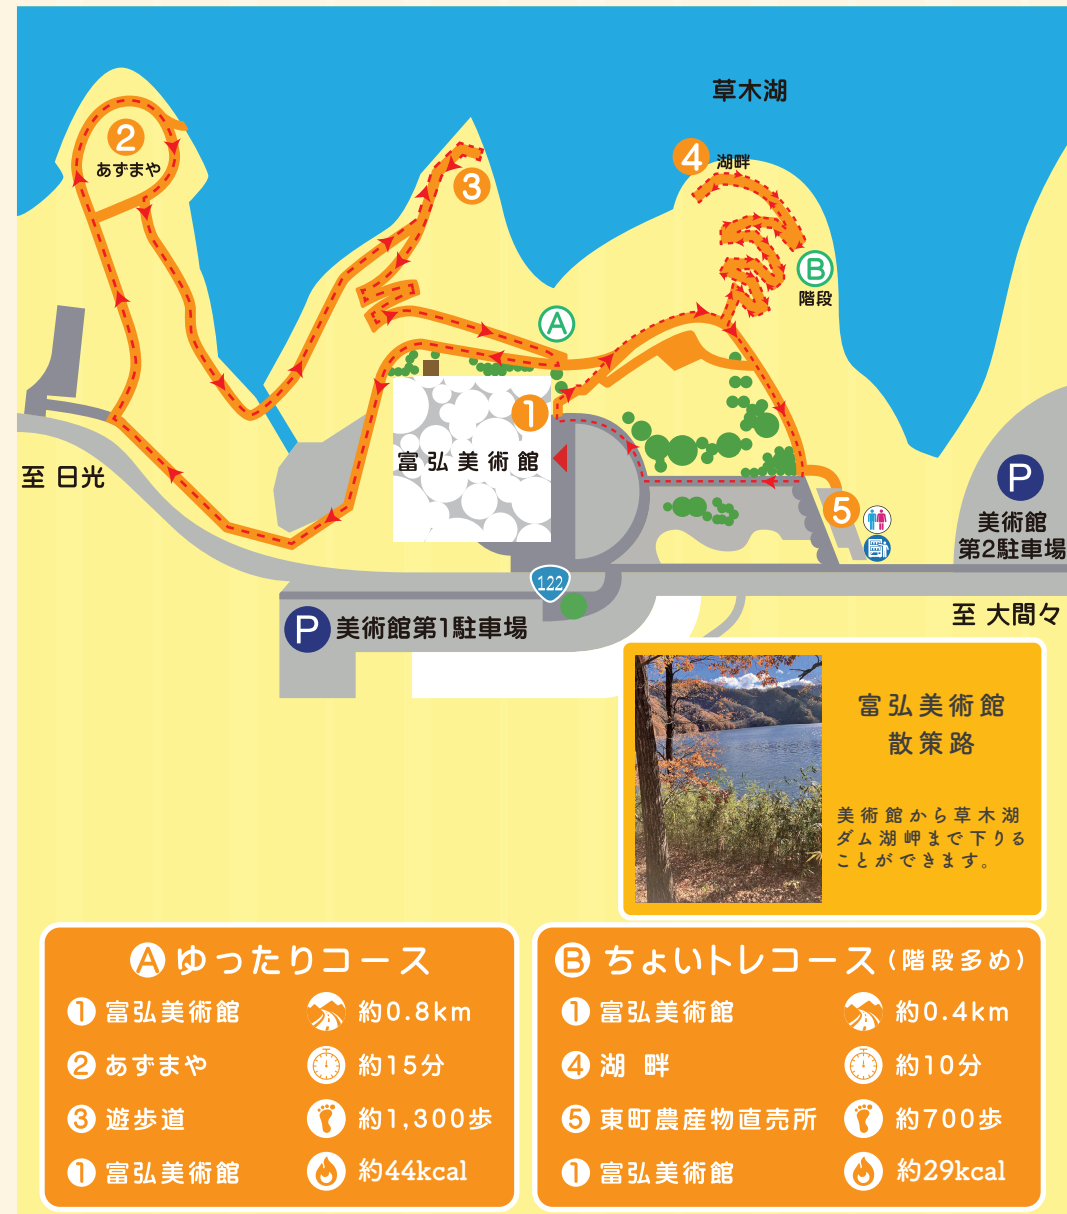 草木湖
2
あずまや
3
4
湖畔
B
階段
A
1
富弘美術館
至 日光
5
P
美術館
第2駐車場
122
至 大間々
P 美術館第1駐車場
富弘美術館
散策路
美術館から草木湖
ダム湖岬まで下りる
ことができます。
A ゆったりコース
1 富弘美術館 約0.8km
2 あずまや 約15分
3 遊歩道 約1,300歩
1 富弘美術館 約44kcal
B ちょいトレコース(階段多め)
1 富弘美術館 約0.4km
4 湖 畔 約10分
5 東町農産物直売所 約700歩
1 富弘美術館 約29kcal